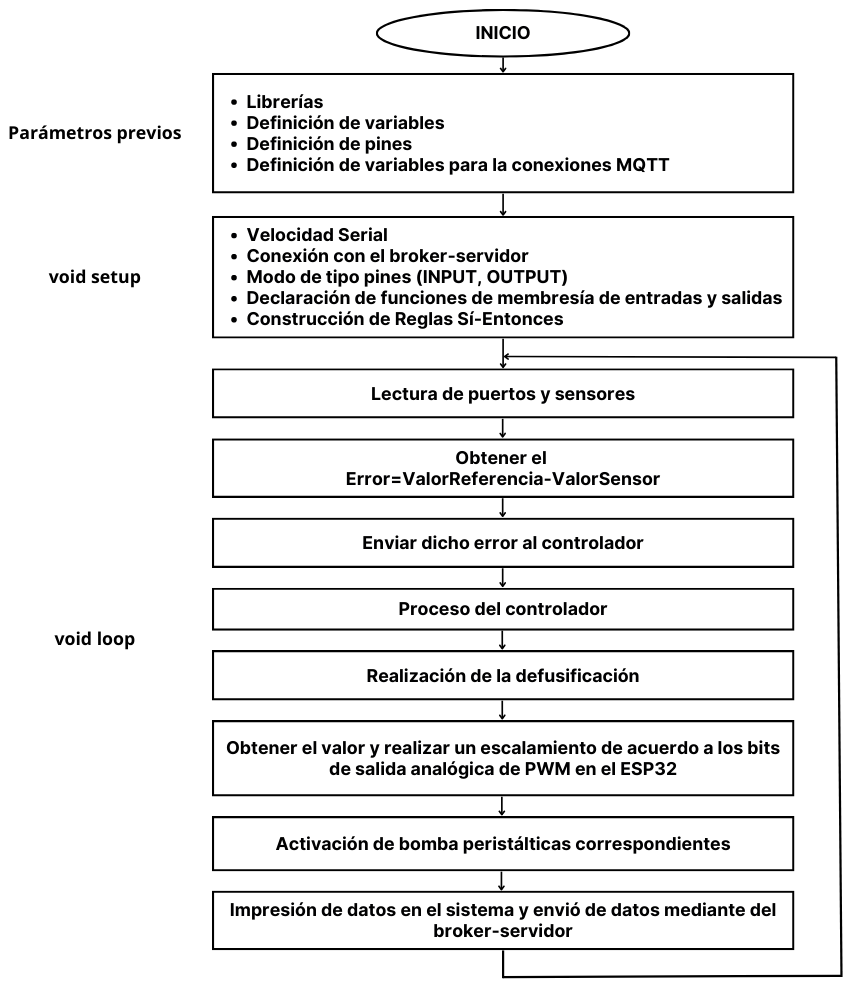 INICIO
Parámetros previos
• Librerías
• Definición de variables
• Definición de pines
• Definición de variables para la conexiones MQTT
void setup
• Velocidad Serial
• Conexión con el broker-servidor
• Modo de tipo pines (INPUT, OUTPUT)
• Declaración de funciones de membresía de entradas y salidas
• Construcción de Reglas Sí-Entonces
void loop
Lectura de puertos y sensores
Obtener el
Error=ValorReferencia-ValorSensor
Enviar dicho error al controlador
Proceso del controlador
Realización de la defusificación
Obtener el valor y realizar un escalamiento de acuerdo a los bits
de salida analógica de PWM en el ESP32
Activación de bomba peristálticas correspondientes
Impresión de datos en el sistema y envió de datos mediante del
broker-servidor